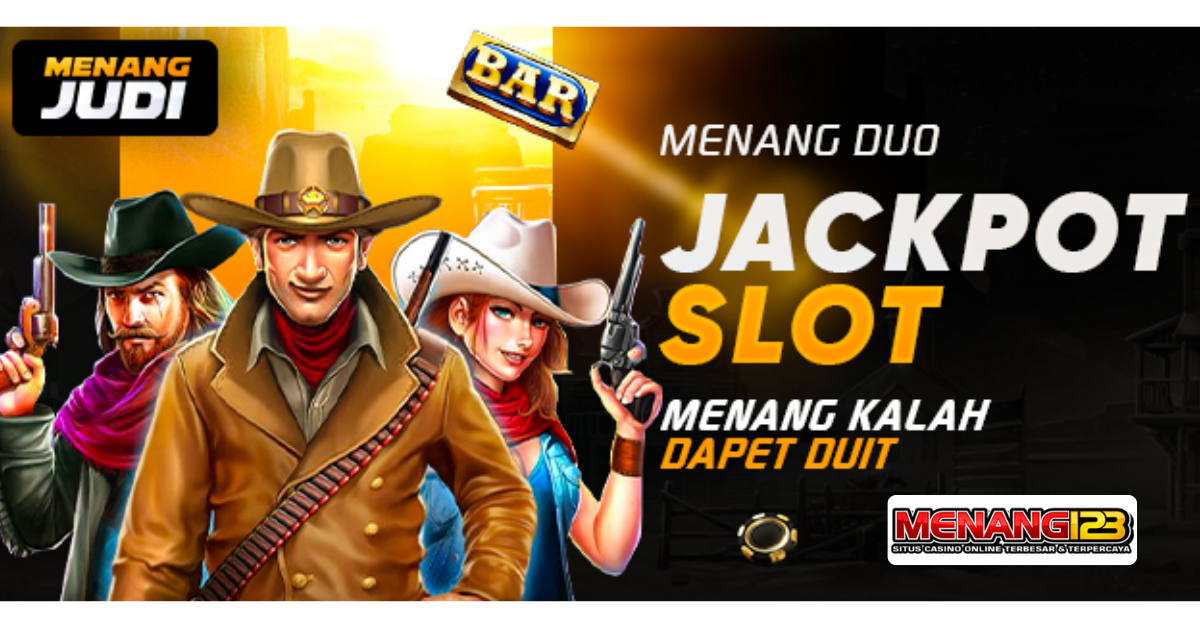 MENANG
JUDI
BAR
MENANG DUO
JACKPOT
SLOT
MENANG KALAH
DAPET DUIT
MENANG123
SITUS CASINO ONLINE TERBESAR & TERPERCAYA